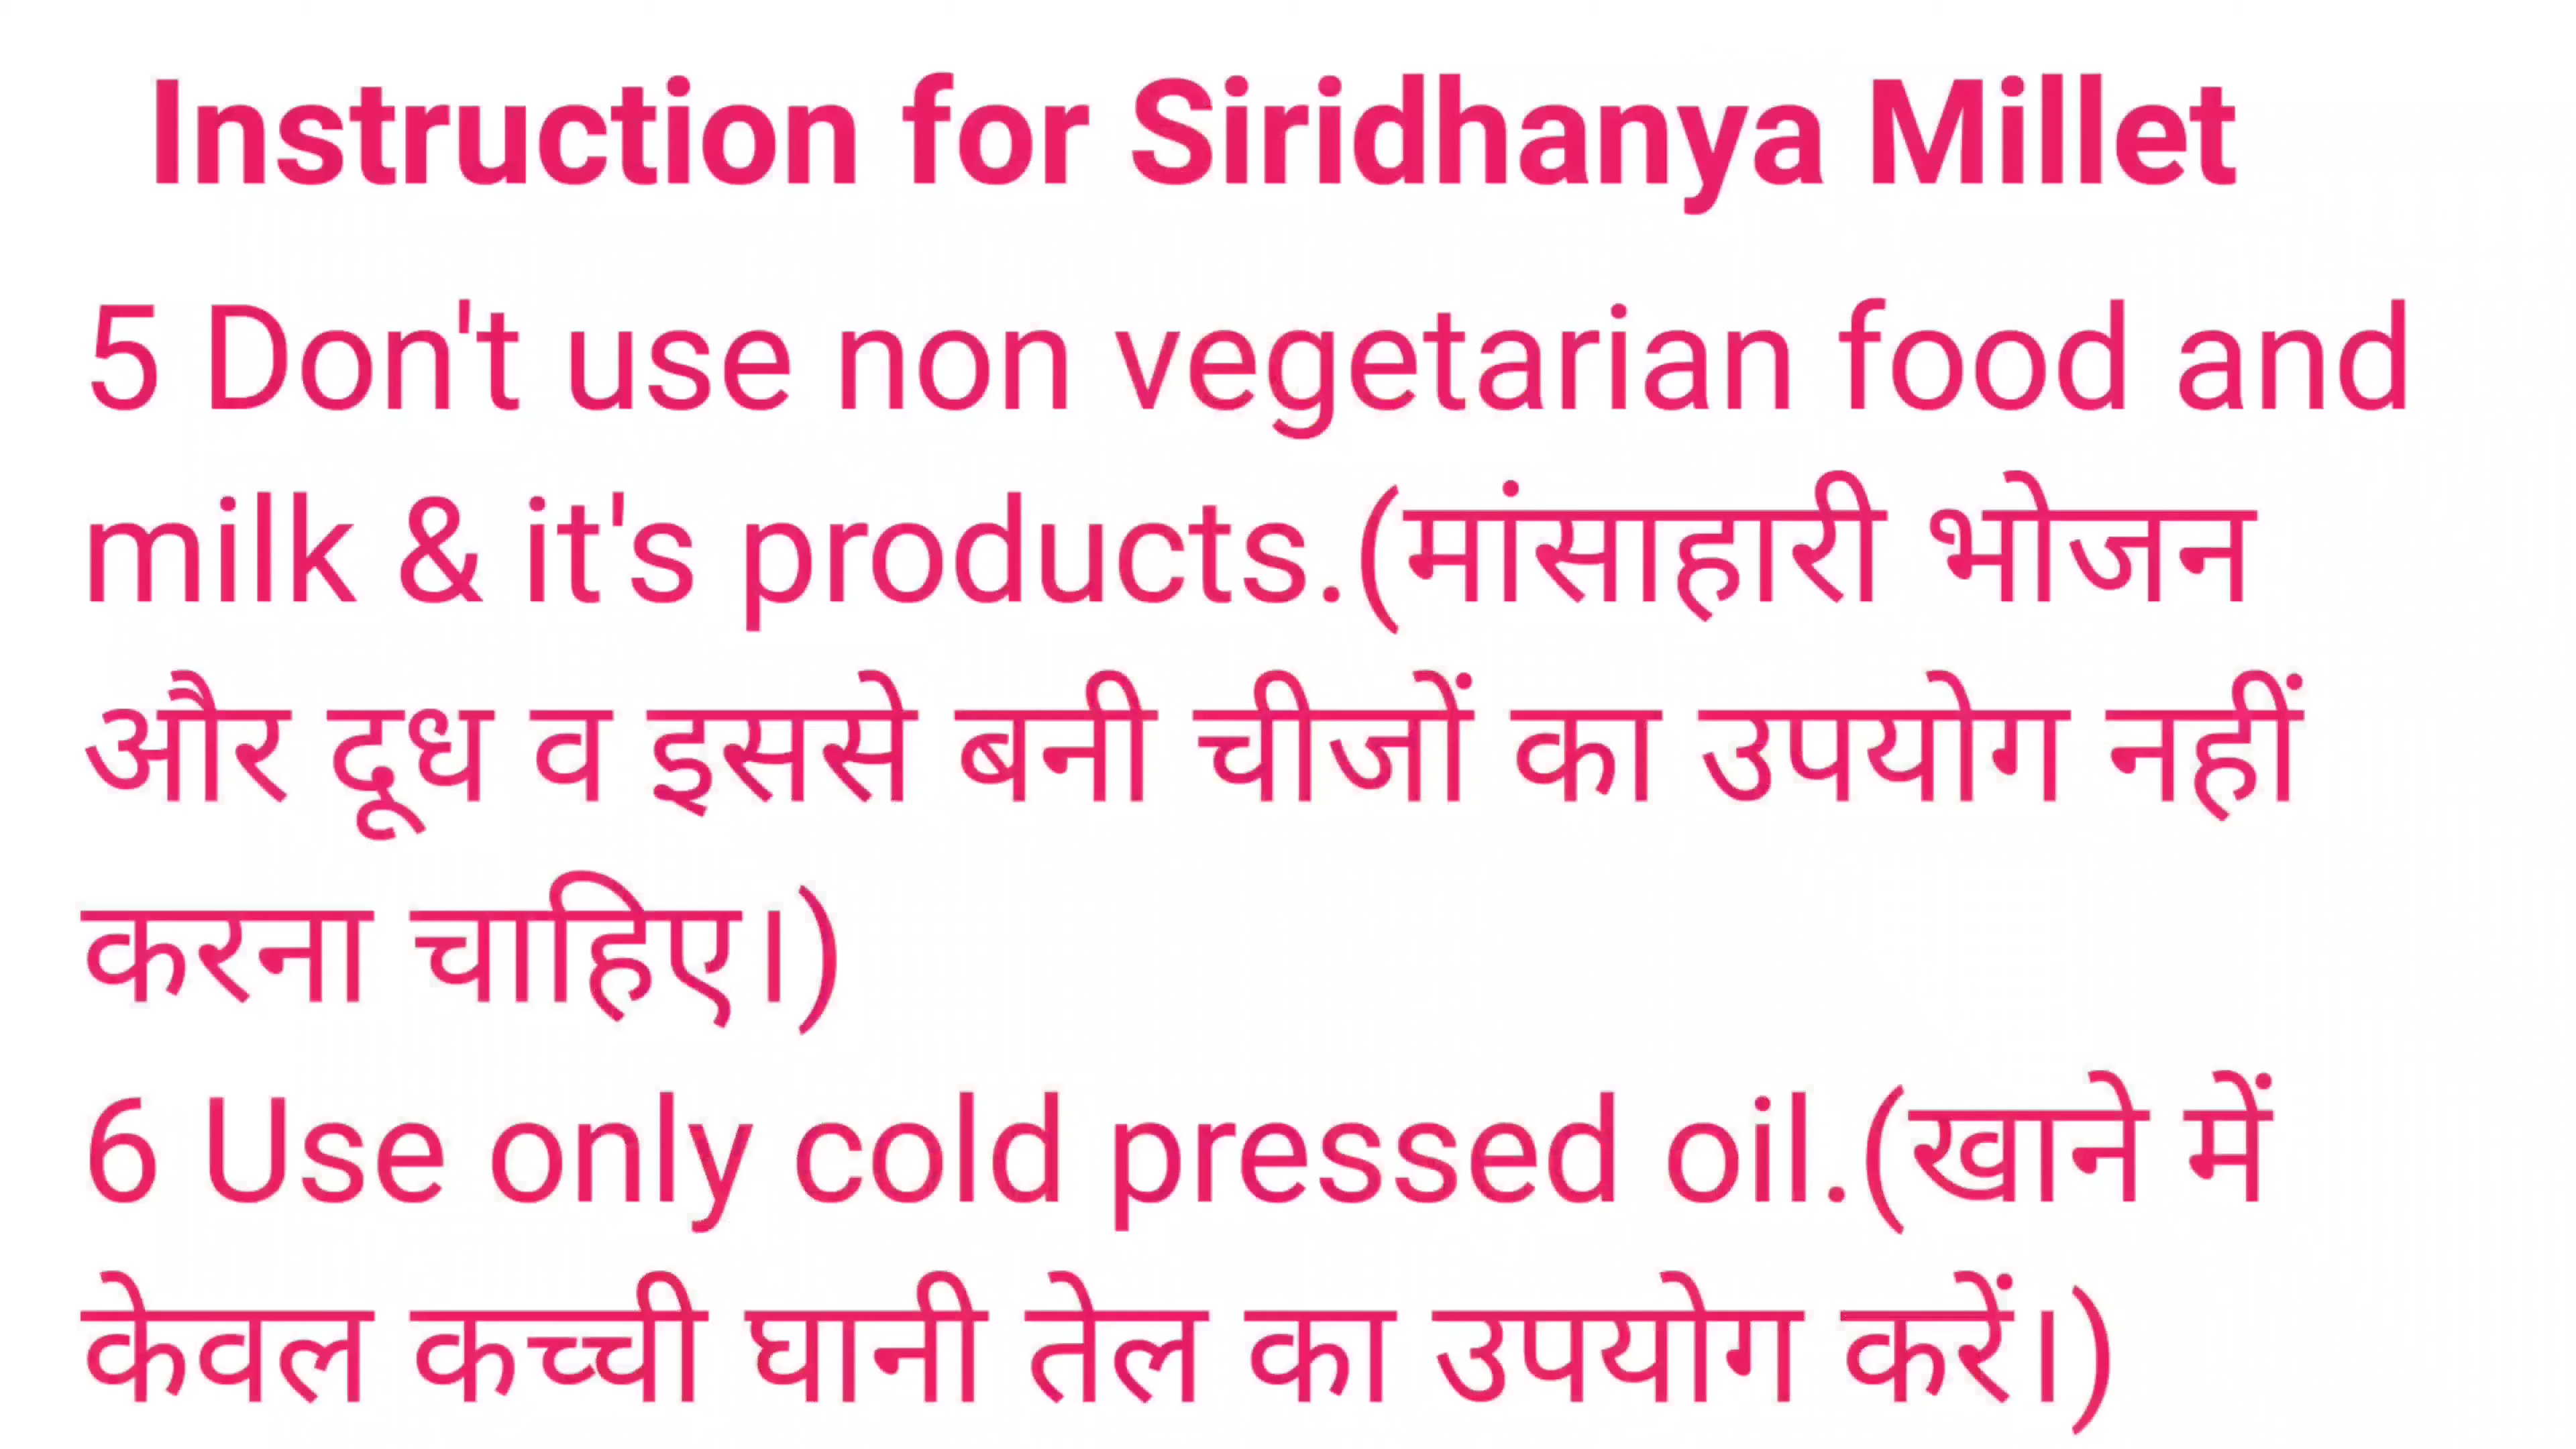 Instruction for Siridhanya Millet
5 Don't use non vegetarian food and
milk & it's products.(मांसाहारी भोजन
और दूध व इससे बनी चीजों का उपयोग नहीं
करना चाहिए।)
6 Use only cold pressed oil.(खाने में
केवल कच्ची घानी तेल का उपयोग करें।)